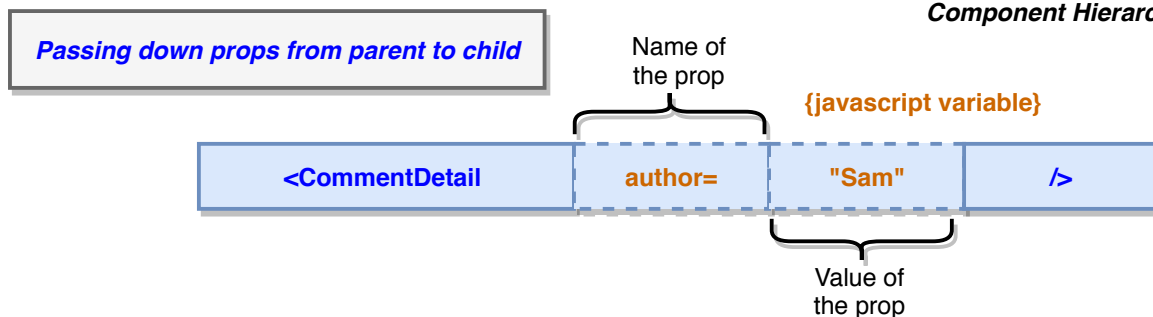 Component Hierarc
Passing down props from parent to child
Name of
the prop
{javascript variable}
<CommentDetail author= "Sam" />
Value of
the prop